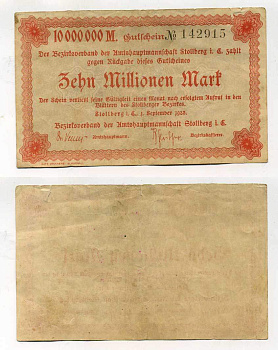 10 000 000 M. Gutschein № 142915
Der Bezirksverband der Amtshauptmannschaft Stollberg i. E. zahlt
gegen Rückgabe dieses Gutscheines
Zehn Millionen Mark
Der Schein verliert seine Gültigkeit einen Monat nach erfolgtem Aufruf in den
Blättern des Stollberger Bezirkes.
Stollberg i. E., 1. September 1923.
Bezirksverband der Amtshauptmannschaft Stollberg i. E.
Amtshauptmann. Bezirkskassierer.